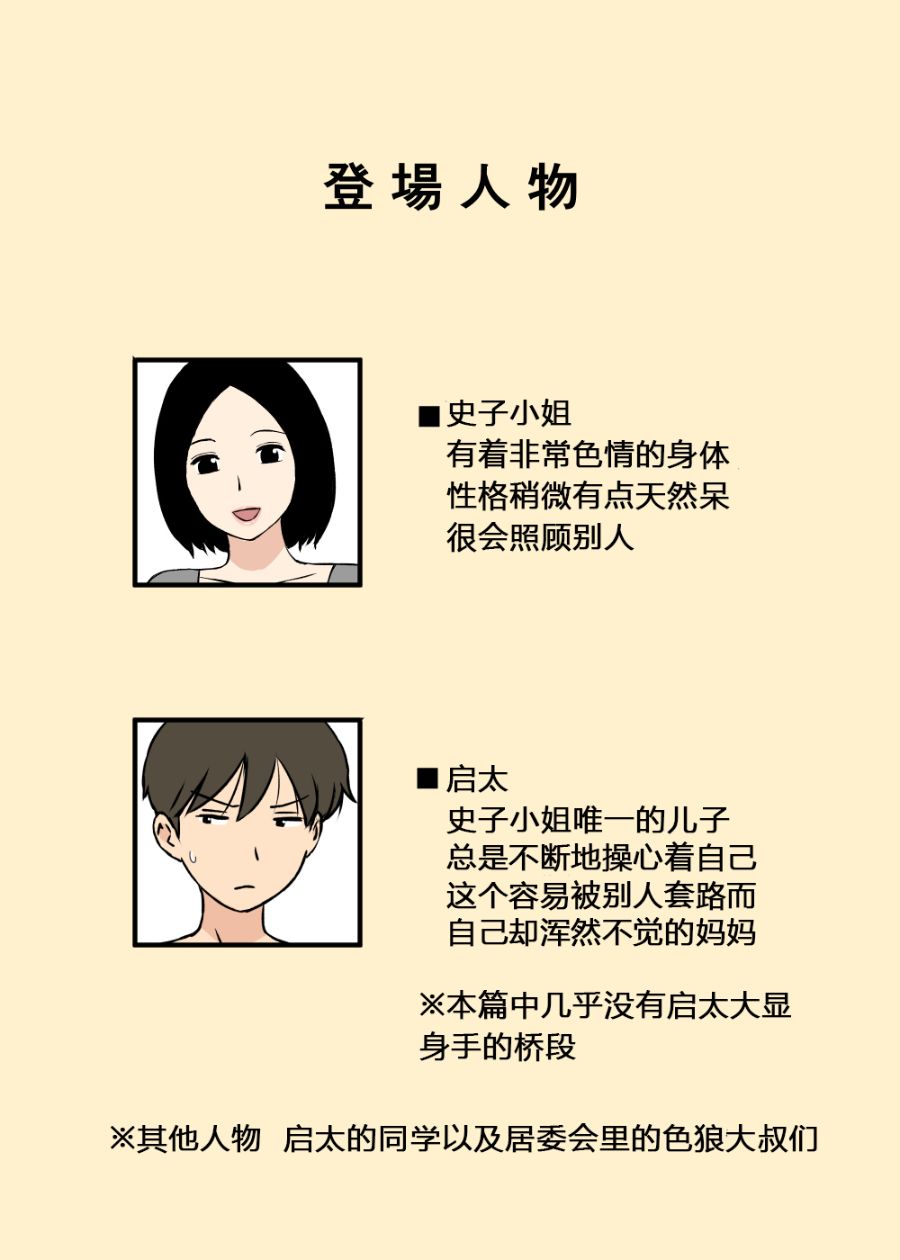 登場人物
■史子小姐
有着非常色情的身体
性格稍微有点天然呆
很会照顾别人
■启太
史子小姐唯一的儿子
总是不断地操心着自己
这个容易被别人套路而
自己却浑然不觉的妈妈
※本篇中几乎没有启太大显
身手的桥段
※其他人物 启太的同学以及居委会里的色狼大叔们